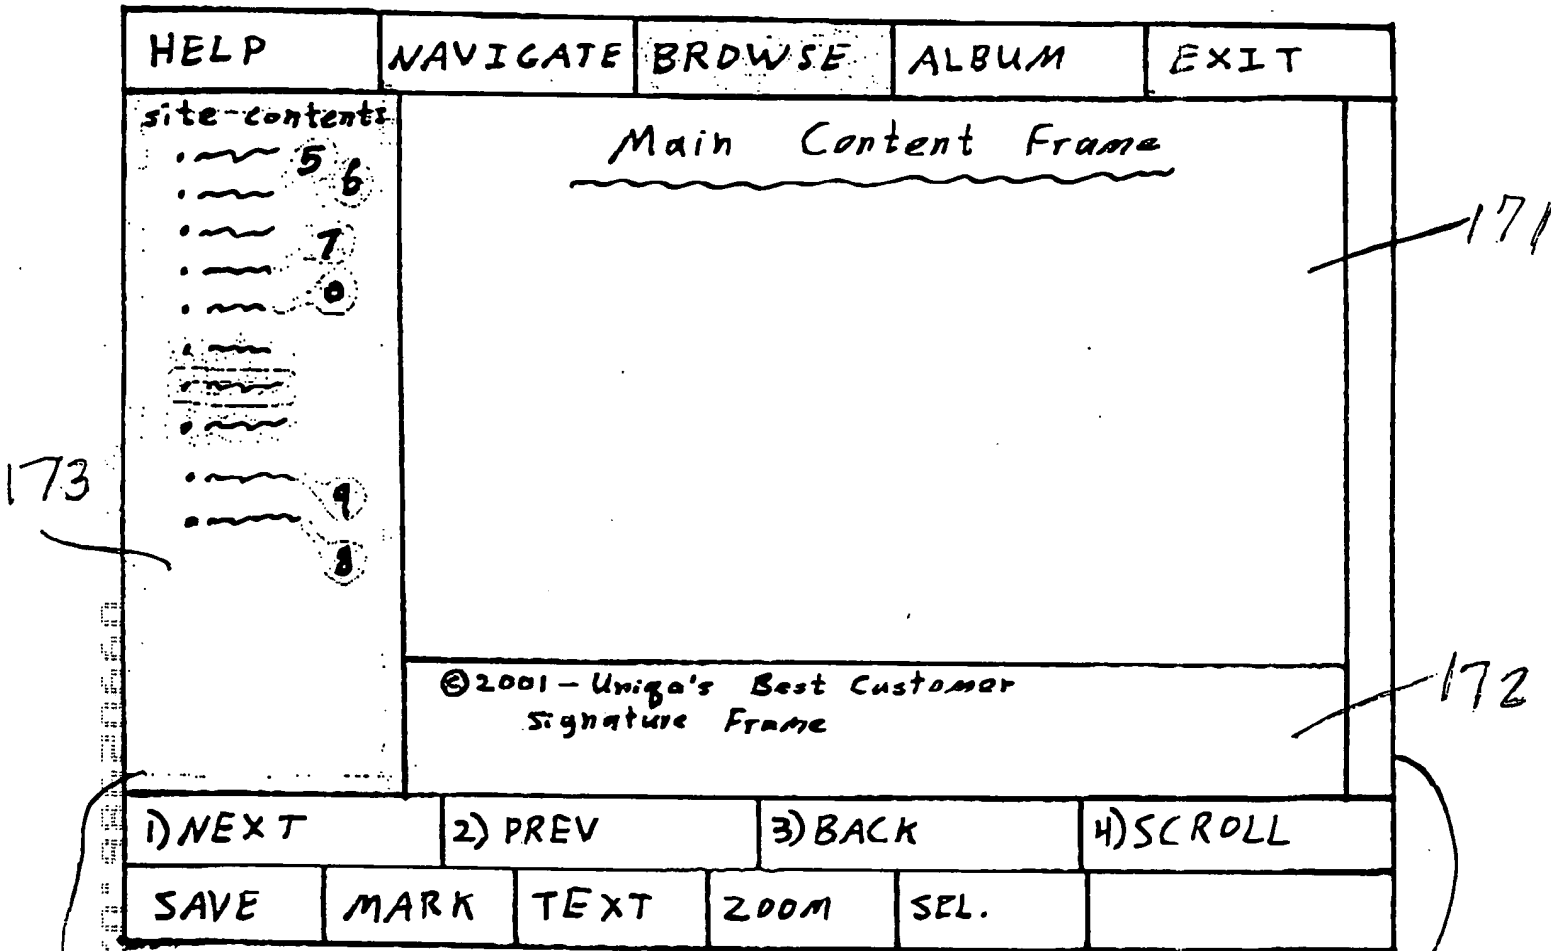 HELP NAVIGATE BROWSE ALBUM EXIT
site-contents
Main Content Frame
5
6
7
0
9
8
171
173
172
©2001 - Uniqa's Best Customer
Signature Frame
1) NEXT 2) PREV 3) BACK 4) SCROLL
SAVE MARK TEXT ZOOM SEL.